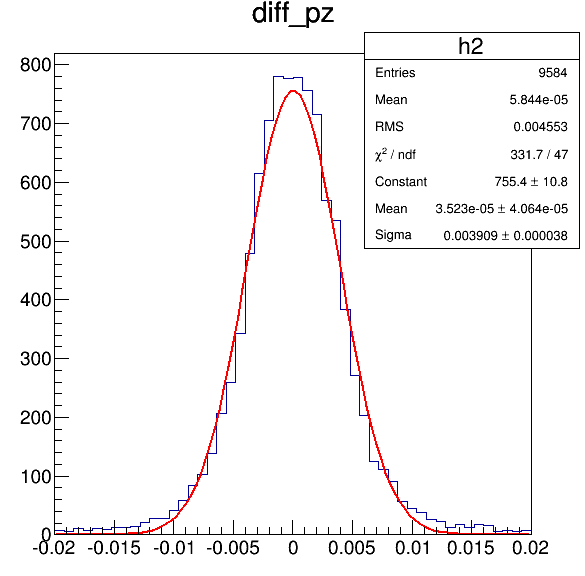 diff_pz
h2
Entries 9584
Mean 5.844e-05
RMS 0.004553
χ² / ndf 331.7 / 47
Constant 755.4 ± 10.8
Mean 3.523e-05 ± 4.064e-05
Sigma 0.003909 ± 0.000038
800
700
600
500
400
300
200
100
0
-0.02 -0.015 -0.01 -0.005 0 0.005 0.01 0.015 0.02